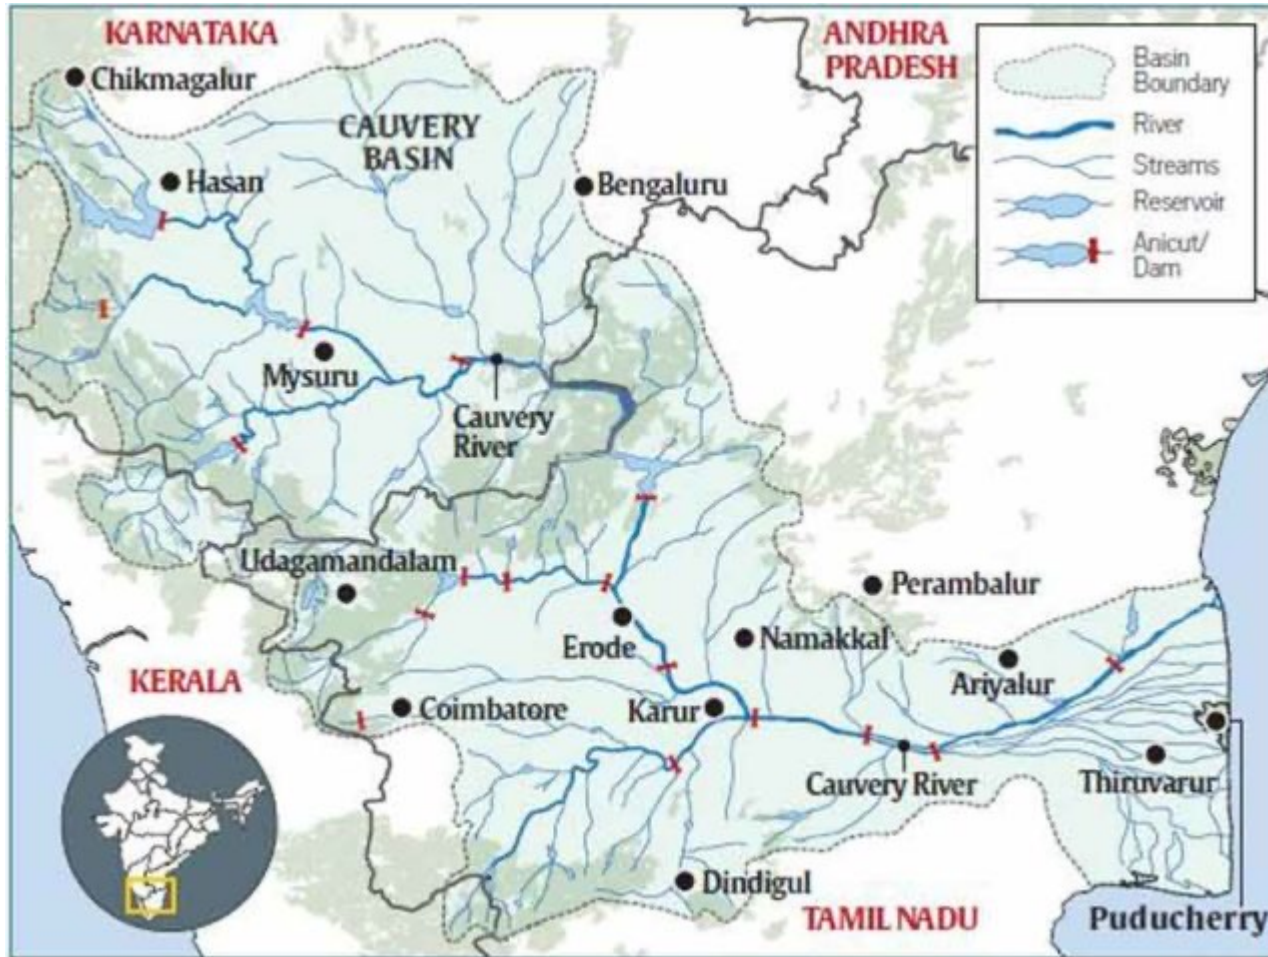 KARNATAKA
Chikmagalur
ANDHRA
PRADESH
Basin
Boundary
River
Streams
Reservoir
Anicut/
Dam
CAUVERY
BASIN
Hasan
Bengaluru
Mysuru
Cauvery
River
Udagamandalam
Perambalur
Erode
Namakkal
KERALA
Ariyalur
Coimbatore
Karur
Cauvery River
Thiruvarur
Dindigul
TAMIL NADU
Puducherry